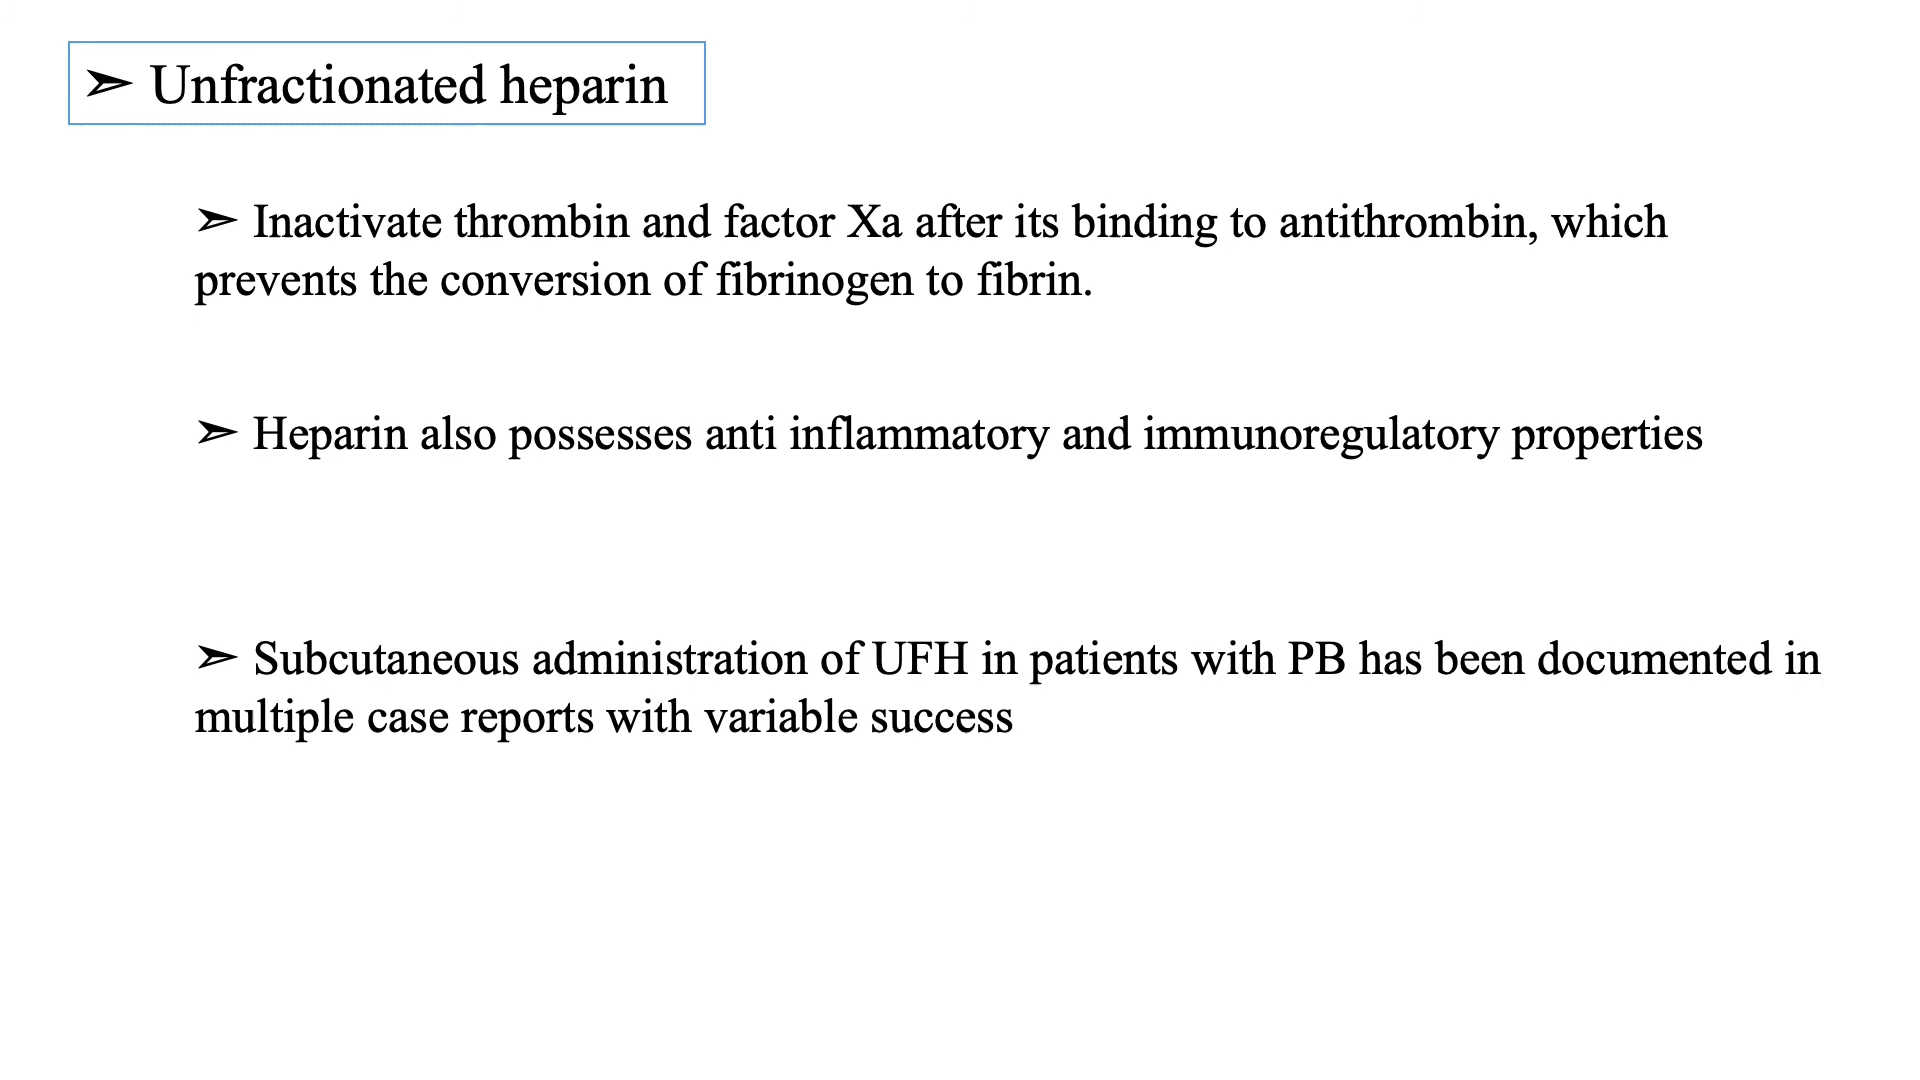 ➢ Unfractionated heparin
➢ Inactivate thrombin and factor Xa after its binding to antithrombin, which
prevents the conversion of fibrinogen to fibrin.
➢ Heparin also possesses anti inflammatory and immunoregulatory properties
➢ Subcutaneous administration of UFH in patients with PB has been documented in
multiple case reports with variable success